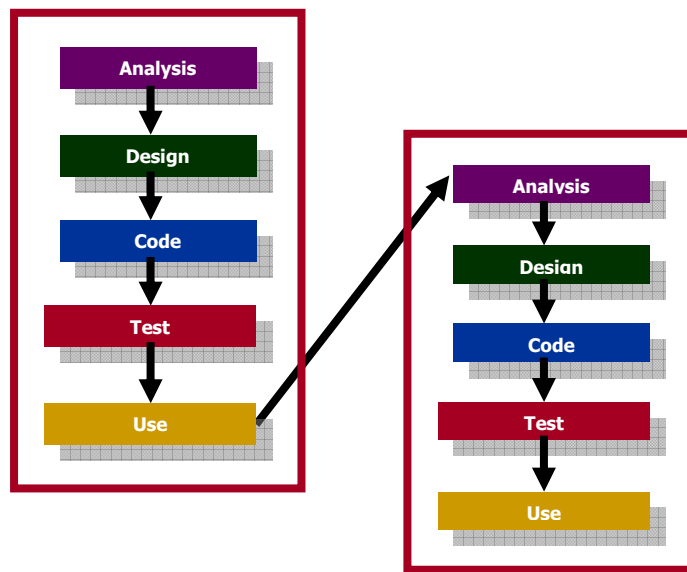 Analysis
Design
Code
Test
Use
Analysis
Design
Code
Test
Use